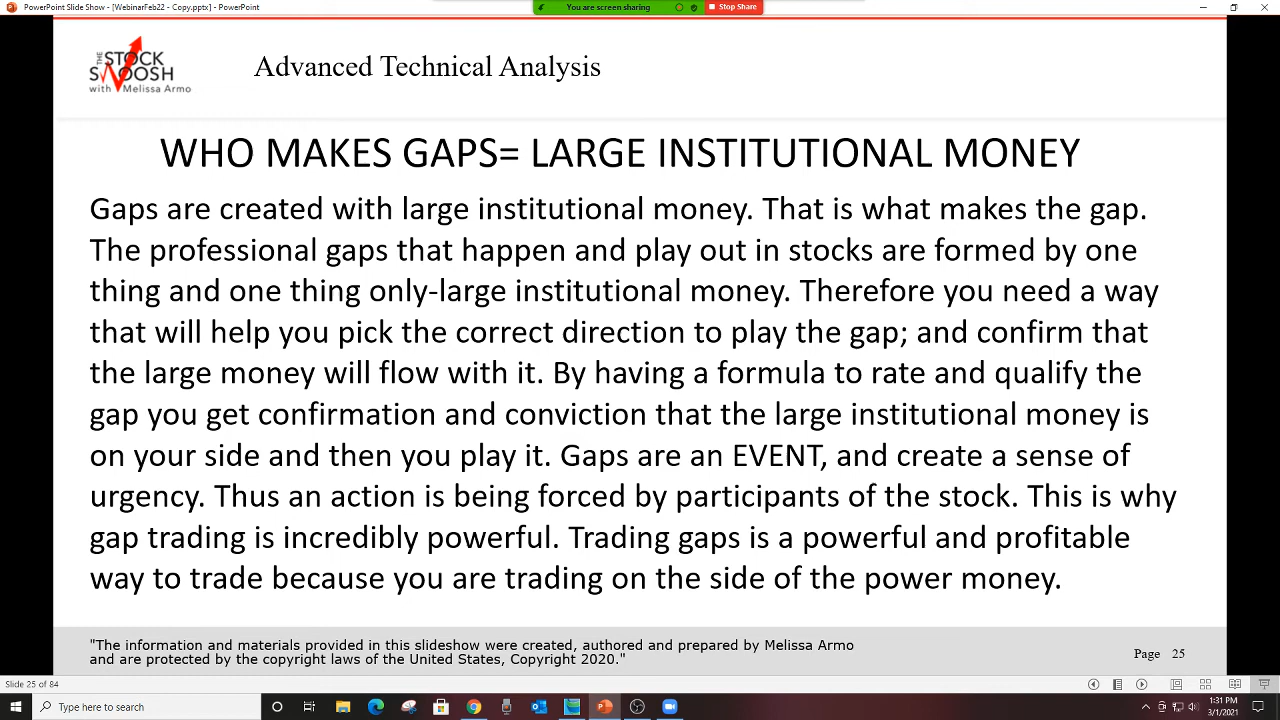 PowerPoint Slide Show - [WebinarFeb22 - Copy.pptx] - PowerPoint
You are screen sharing
Stop Share
THE STOCK
SWOOSH
with Melissa Armo
Advanced Technical Analysis
WHO MAKES GAPS= LARGE INSTITUTIONAL MONEY
Gaps are created with large institutional money. That is what makes the gap.
The professional gaps that happen and play out in stocks are formed by one
thing and one thing only-large institutional money. Therefore you need a way
that will help you pick the correct direction to play the gap; and confirm that
the large money will flow with it. By having a formula to rate and qualify the
gap you get confirmation and conviction that the large institutional money is
on your side and then you play it. Gaps are an EVENT, and create a sense of
urgency. Thus an action is being forced by participants of the stock. This is why
gap trading is incredibly powerful. Trading gaps is a powerful and profitable
way to trade because you are trading on the side of the power money.
"The information and materials provided in this slideshow were created, authored and prepared by Melissa Armo
and are protected by the copyright laws of the United States, Copyright 2020."
Page 25
Slide 25 of 84
Type here to search
1:31 PM
3/1/2021